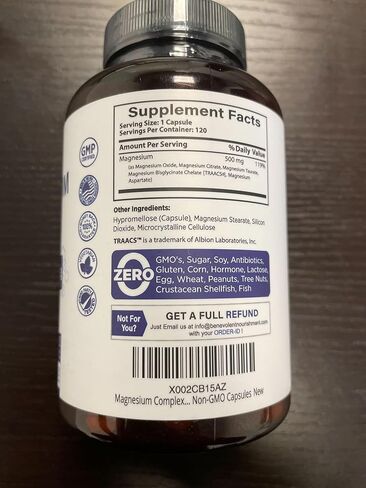 GMP
CERTIFIED
M
100%
Supplement Facts
Serving Size: 1 Capsule
Servings Per Container: 120
Amount Per Serving % Daily Value
Magnesium 500 mg 119%
(as Magnesium Oxide, Magnesium Citrate, Magnesium Taurate,
Magnesium Bisglycinate Chelate [TRAACS®], Magnesium
Aspartate)
Other Ingredients:
Hypromellose (Capsule), Magnesium Stearate, Silicon
Dioxide, Microcrystalline Cellulose
TRAACS™ is a trademark of Albion Laboratories, Inc.
ZERO
GMO's, Sugar, Soy, Antibiotics,
Gluten, Corn, Hormone, Lactose,
Egg, Wheat, Peanuts, Tree Nuts,
Crustacean Shellfish, Fish
Not For
You?
GET A FULL REFUND
Just Email us at info@benevolentnourishment.com
with your ORDER-ID !
X002CB15AZ
Magnesium Complex... Non-GMO Capsules New